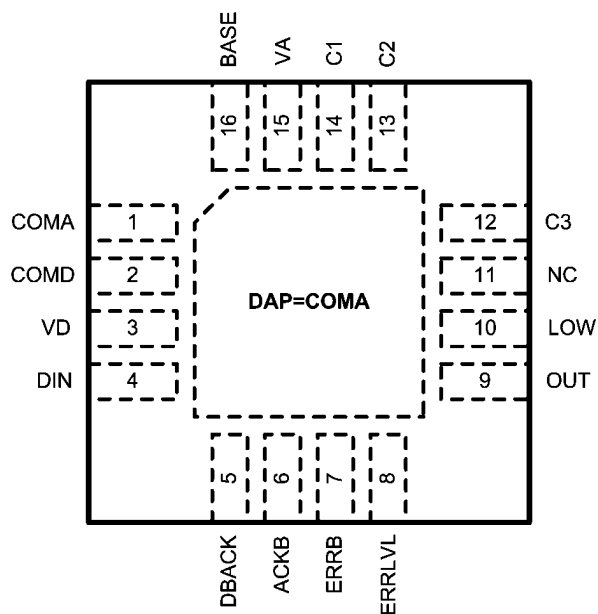 BASE VA C1 C2
16 15 14 13
COMA 1 12 C3
COMD 2 11 NC
DAP=COMA
VD 3 10 LOW
DIN 4 9 OUT
5 6 7 8
DBACK ACKB ERRB ERRLVL